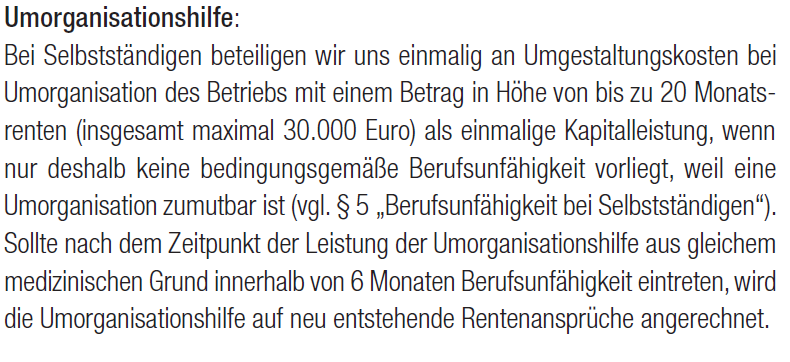 Umorganisationshilfe:
Bei Selbstständigen beteiligen wir uns einmalig an Umgestaltungskosten bei
Umorganisation des Betriebs mit einem Betrag in Höhe von bis zu 20 Monats-
renten (insgesamt maximal 30.000 Euro) als einmalige Kapitalleistung, wenn
nur deshalb keine bedingungsgemäße Berufsunfähigkeit vorliegt, weil eine
Umorganisation zumutbar ist (vgl. § 5 „Berufsunfähigkeit bei Selbstständigen“).
Sollte nach dem Zeitpunkt der Leistung der Umorganisationshilfe aus gleichem
medizinischen Grund innerhalb von 6 Monaten Berufsunfähigkeit eintreten, wird
die Umorganisationshilfe auf neu entstehende Rentenansprüche angerechnet.